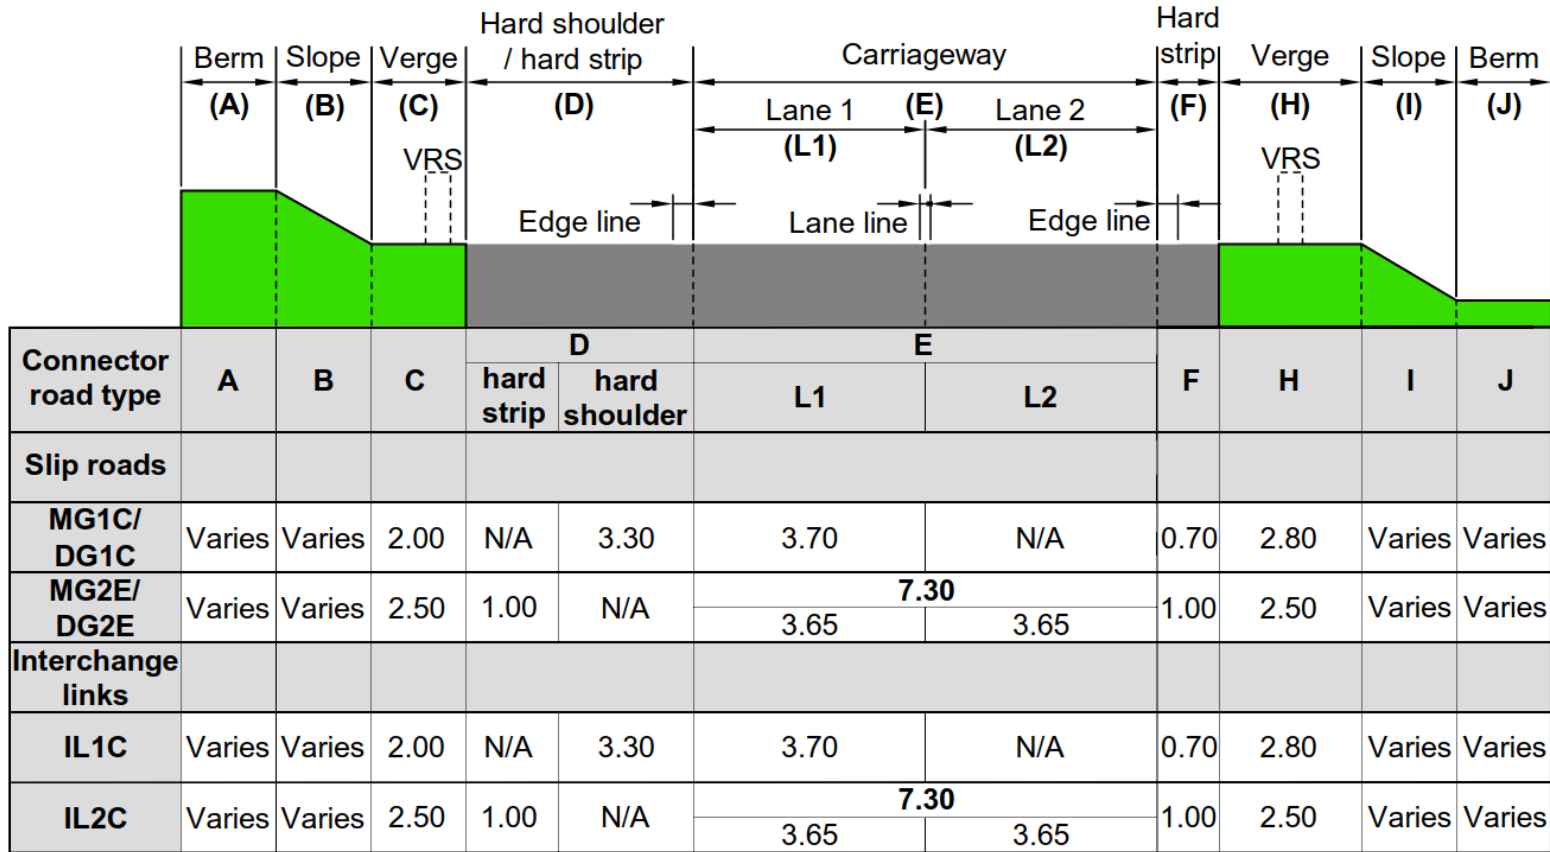 Berm Slope Verge Hard shoulder / hard strip Carriageway Hard strip Verge Slope Berm
(A) (B) (C) (D) (E) (F) (H) (I) (J)
Lane 1 Lane 2
(L1) (L2)
VRS VRS
Edge line Lane line Edge line
Connector road type A B C D E F H I J
hard strip hard shoulder L1 L2
Slip roads
MG1C/ DG1C Varies Varies 2.00 N/A 3.30 3.70 N/A 0.70 2.80 Varies Varies
MG2E/ DG2E Varies Varies 2.50 1.00 N/A 7.30 3.65 3.65 1.00 2.50 Varies Varies
Interchange links
IL1C Varies Varies 2.00 N/A 3.30 3.70 N/A 0.70 2.80 Varies Varies
IL2C Varies Varies 2.50 1.00 N/A 7.30 3.65 3.65 1.00 2.50 Varies Varies